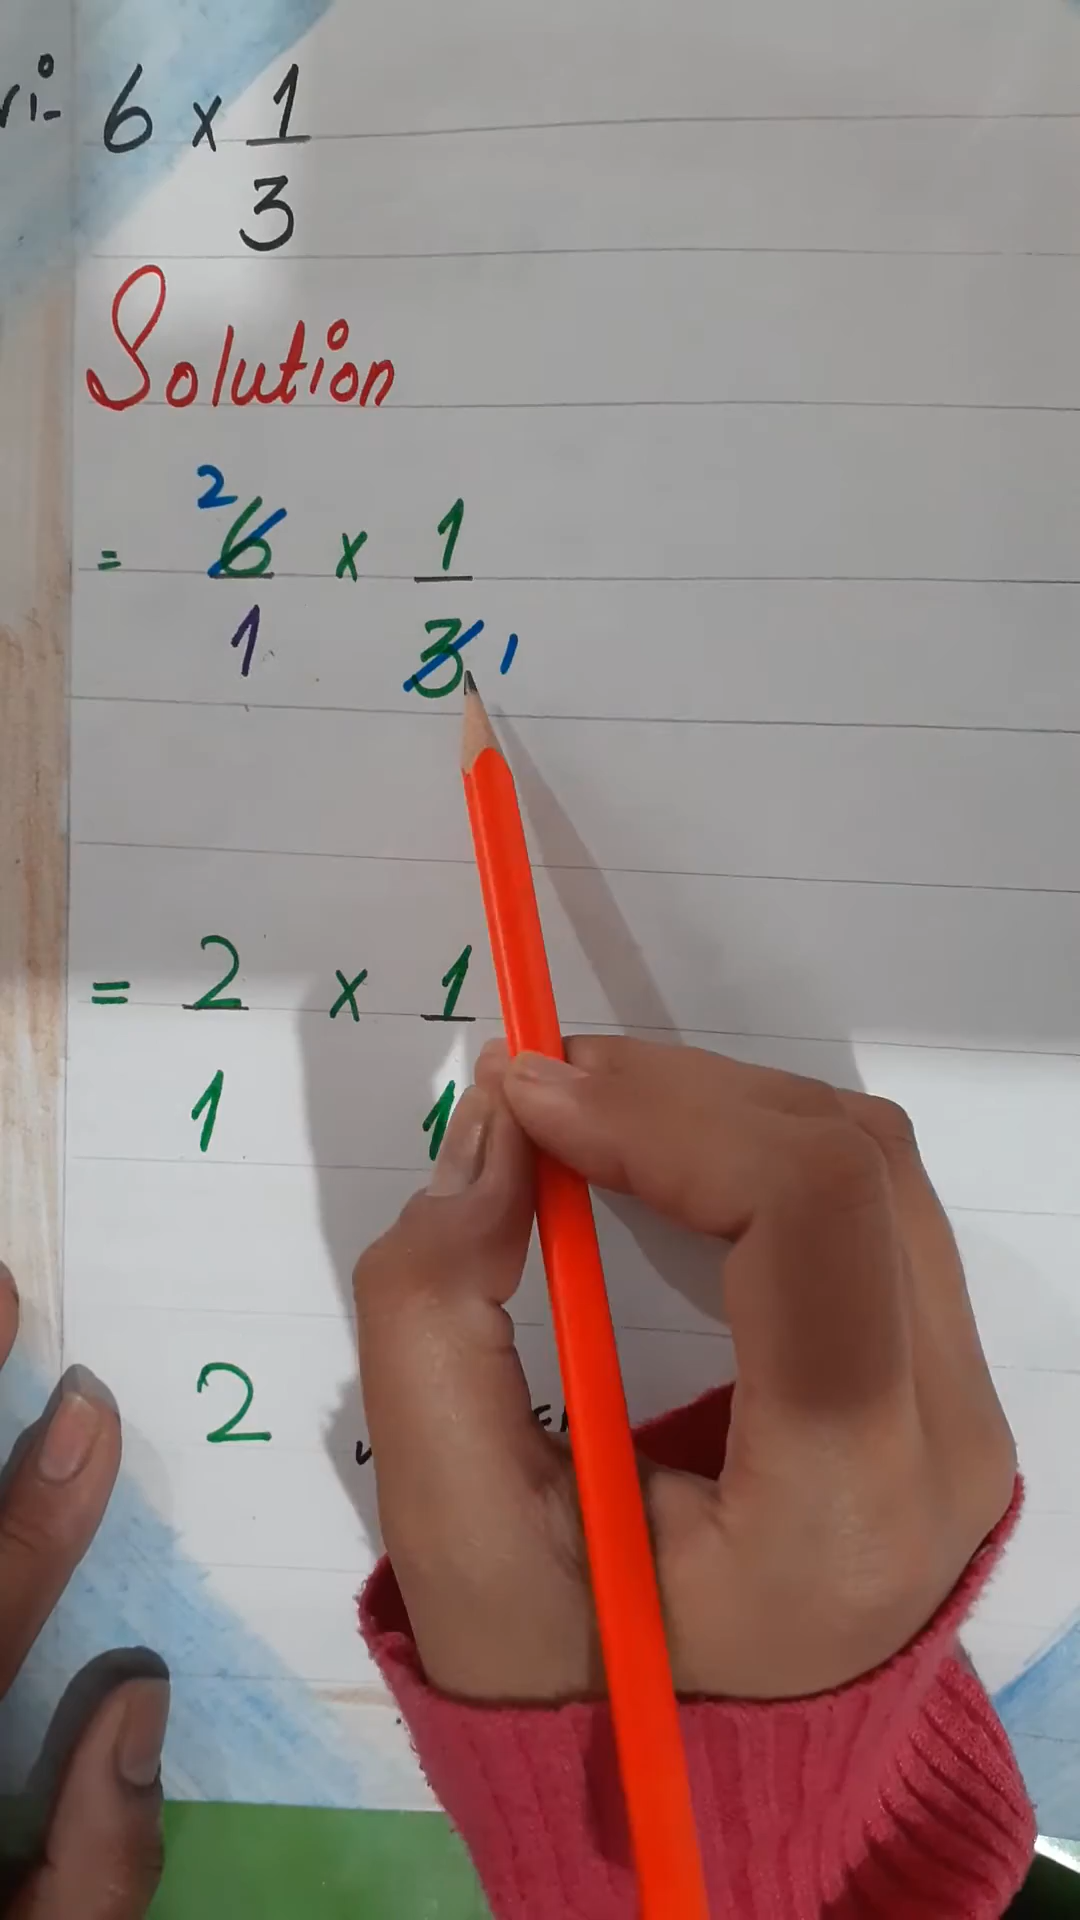 6 × 1/3
Solution
= 2 6/1 × 1/3 1
= 2/1 × 1/1
2